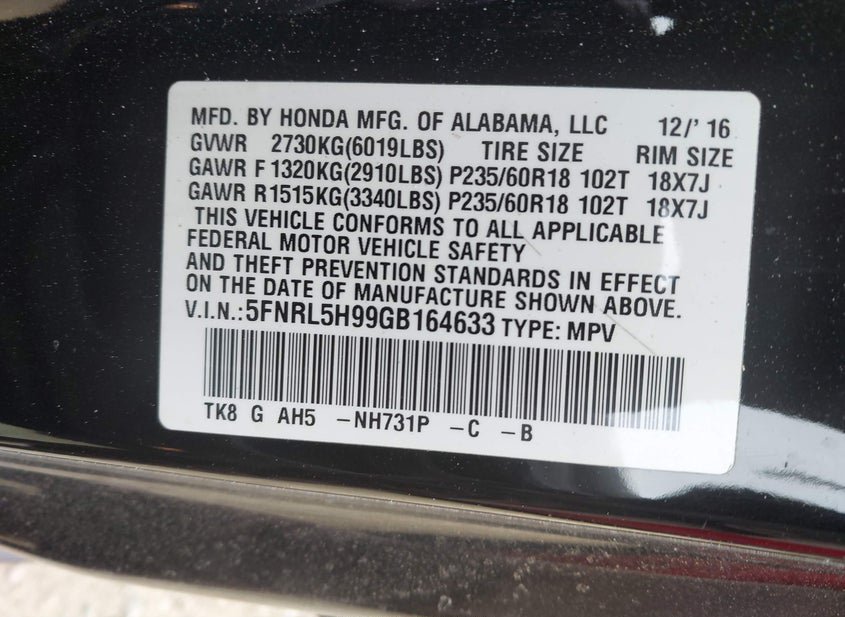 MFD. BY HONDA MFG. OF ALABAMA, LLC 12/'16
GVWR 2730KG(6019LBS) TIRE SIZE RIM SIZE
GAWR F 1320KG(2910LBS) P235/60R18 102T 18X7J
GAWR R1515KG(3340LBS) P235/60R18 102T 18X7J
THIS VEHICLE CONFORMS TO ALL APPLICABLE
FEDERAL MOTOR VEHICLE SAFETY
AND THEFT PREVENTION STANDARDS IN EFFECT
ON THE DATE OF MANUFACTURE SHOWN ABOVE.
V.I.N.:5FNRL5H99GB164633 TYPE: MPV
TK8 G AH5 -NH731P -C -B